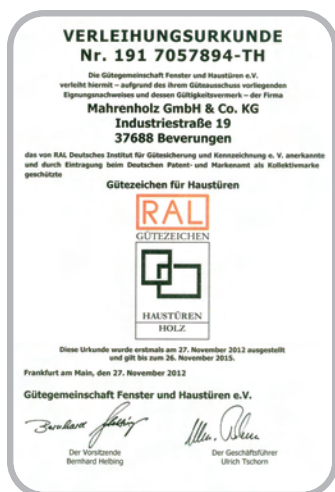 VERLEIHUNGSURKUNDE
Nr. 191 7057894-TH
Die Gütegemeinschaft Fenster und Haustüren e.V.
verleiht hiermit – aufgrund des ihrem Güteausschuss vorliegenden
Eignungsnachweises und dessen Gültigkeitsvermerk – der Firma
Mahrenholz GmbH & Co. KG
Industriestraße 19
37688 Beverungen
das von RAL Deutsches Institut für Gütesicherung und Kennzeichnung e. V. anerkannte
und durch Eintragung beim Deutschen Patent- und Markenamt als Kollektivmarke
geschützte
Gütezeichen für Haustüren
RAL
GÜTEZEICHEN
HAUSTÜREN
HOLZ
Diese Urkunde wurde erstmals am 27. November 2012 ausgestellt
und gilt bis zum 26. November 2015.
Frankfurt am Main, den 27. November 2012
Gütegemeinschaft Fenster und Haustüren e.V.
Bernhard Helbing
Der Vorsitzende
Bernhard Helbing
Der Geschäftsführer
Ulrich Tschorn